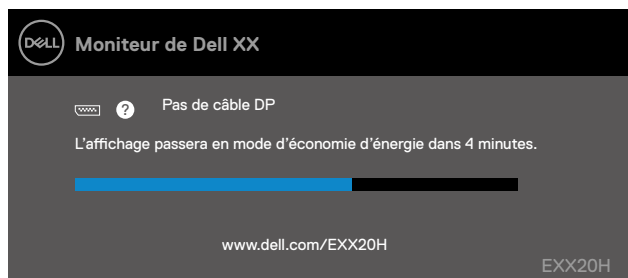 DELL
Moniteur de Dell XX
? Pas de câble DP
L'affichage passera en mode d'économie d'énergie dans 4 minutes.
www.dell.com/EXX20H
EXX20H